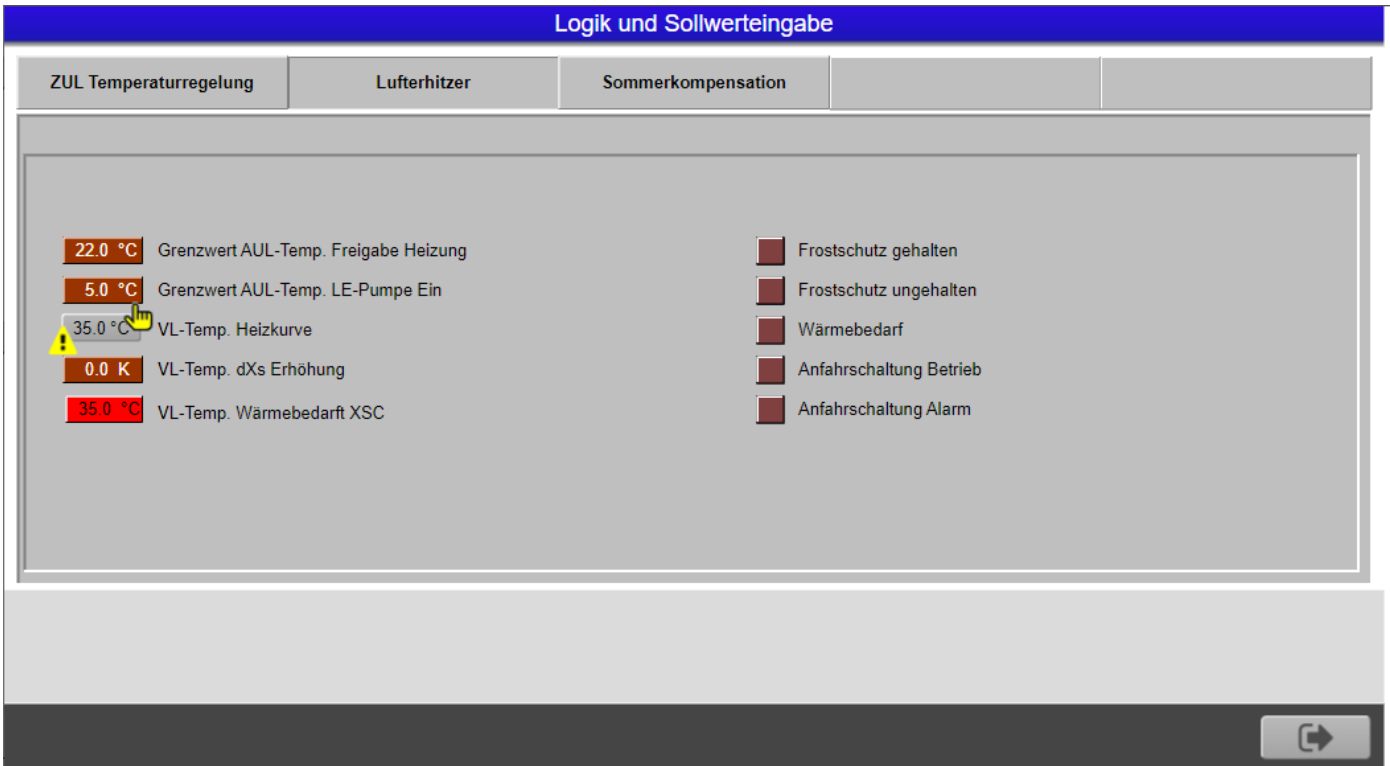 Logik und Sollwerteingabe
ZUL Temperaturregelung Lufterhitzer Sommerkompensation
22.0 °C Grenzwert AUL-Temp. Freigabe Heizung Frostschutz gehalten
5.0 °C Grenzwert AUL-Temp. LE-Pumpe Ein Frostschutz ungehalten
35.0 °C VL-Temp. Heizkurve Wärmebedarf
0.0 K VL-Temp. dXs Erhöhung Anfahrschaltung Betrieb
35.0 °C VL-Temp. Wärmebedarft XSC Anfahrschaltung Alarm